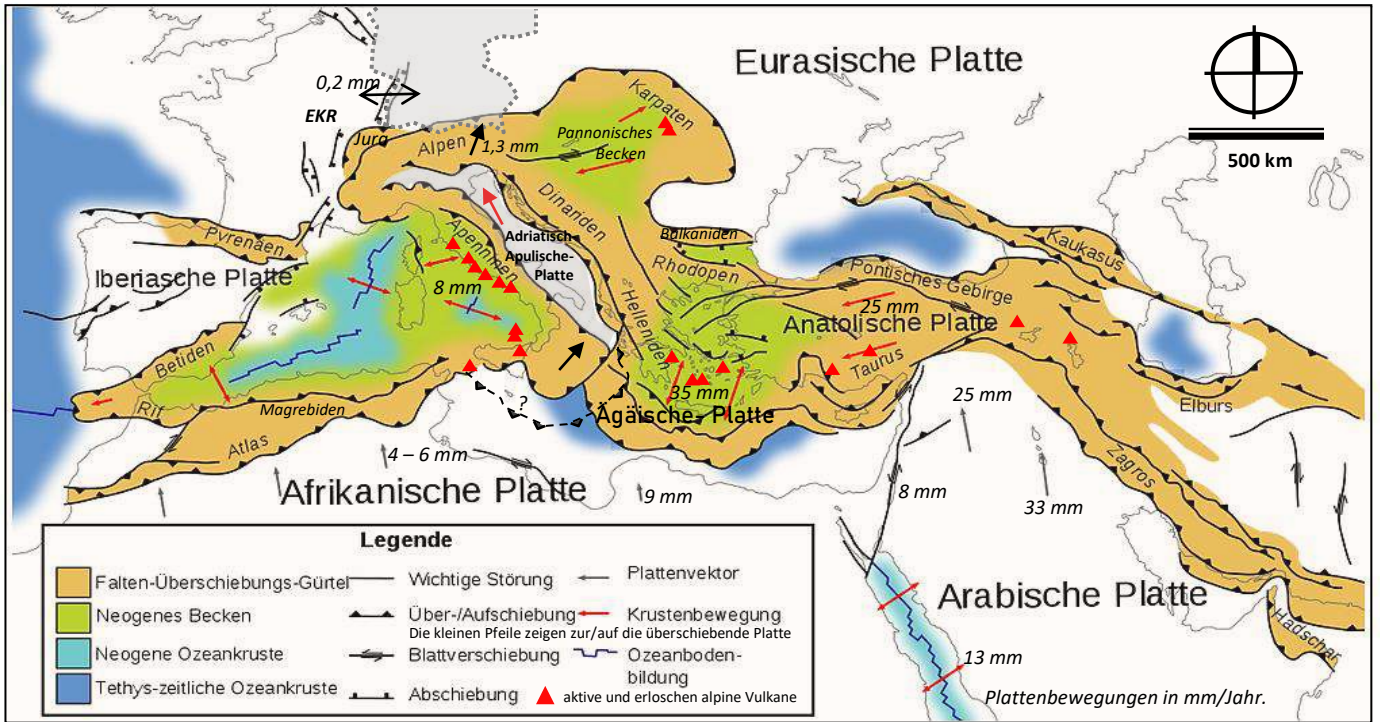 Eurasische Platte
0,2 mm
EKR
Jura
Alpen
1,3 mm
Karpaten
Pannonisches
Becken
500 km
Dinariden
Pyrenäen
Iberiasche Platte
Apenninen
Adriatisch-
Apulische-
Platte
8 mm
Balkaniden
Rhodopen
Helleniden
Pontisches Gebirge
Kaukasus
25 mm
Anatolische Platte
Taurus
35 mm
Ägäische- Platte
Betiden
Rif
Magrebiden
Atlas
?
4 – 6 mm
Afrikanische Platte
9 mm
8 mm
25 mm
33 mm
Elburs
Zagros
Arabische Platte
Hadschar
13 mm
Plattenbewegungen in mm/Jahr.
Legende
Falten-Überschiebungs-Gürtel
Neogenes Becken
Neogene Ozeankruste
Tethys-zeitliche Ozeankruste
Wichtige Störung
Über-/Aufschiebung
Die kleinen Pfeile zeigen zur/auf die überschiebende Platte
Blattverschiebung
Abschiebung
Plattenvektor
Krustenbewegung
Ozeanboden-
bildung
aktive und erloschen alpine Vulkane